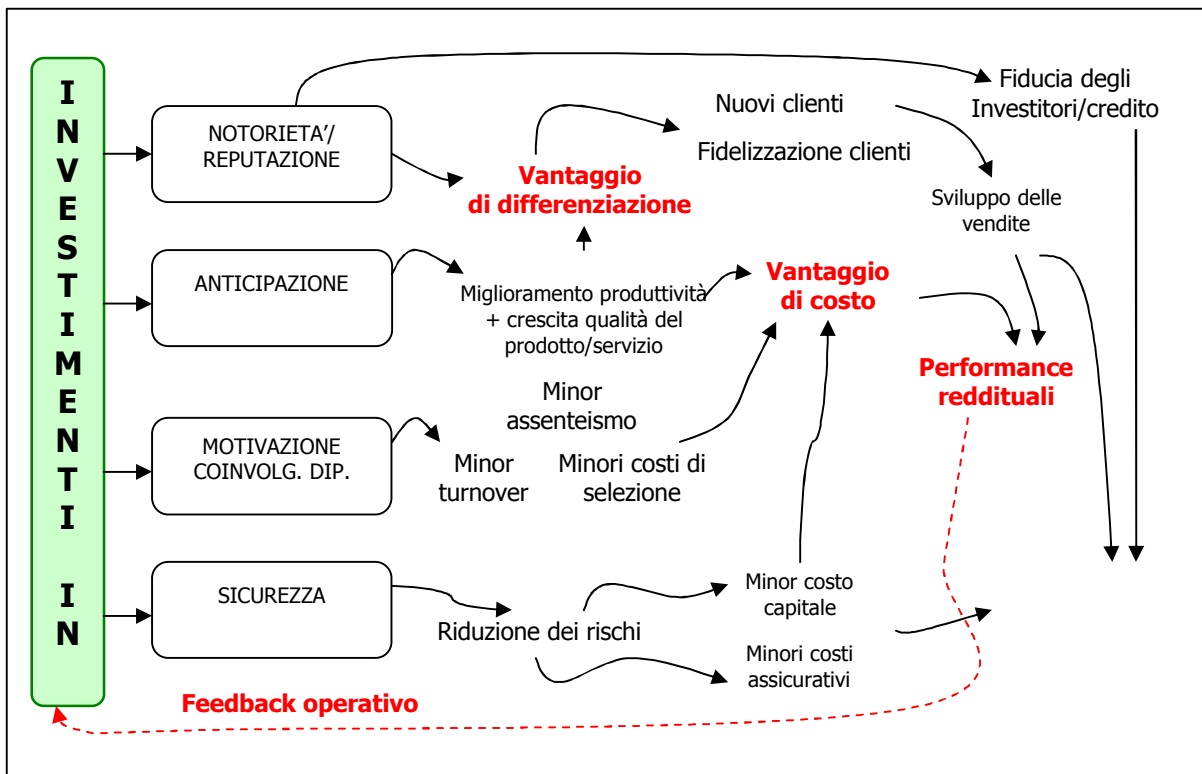 INVESTIMENTI IN
NOTORIETA’/
REPUTAZIONE
ANTICIPAZIONE
MOTIVAZIONE
COINVOLG. DIP.
SICUREZZA
Vantaggio
di differenziazione
Nuovi clienti
Fidelizzazione clienti
Fiducia degli
Investitori/credito
Sviluppo delle
vendite
Miglioramento produttività
+ crescita qualità del
prodotto/servizio
Vantaggio
di costo
Performance
reddituali
Minor
assenteismo
Minor
turnover
Minori costi di
selezione
Riduzione dei rischi
Minor costo
capitale
Minori costi
assicurativi
Feedback operativo